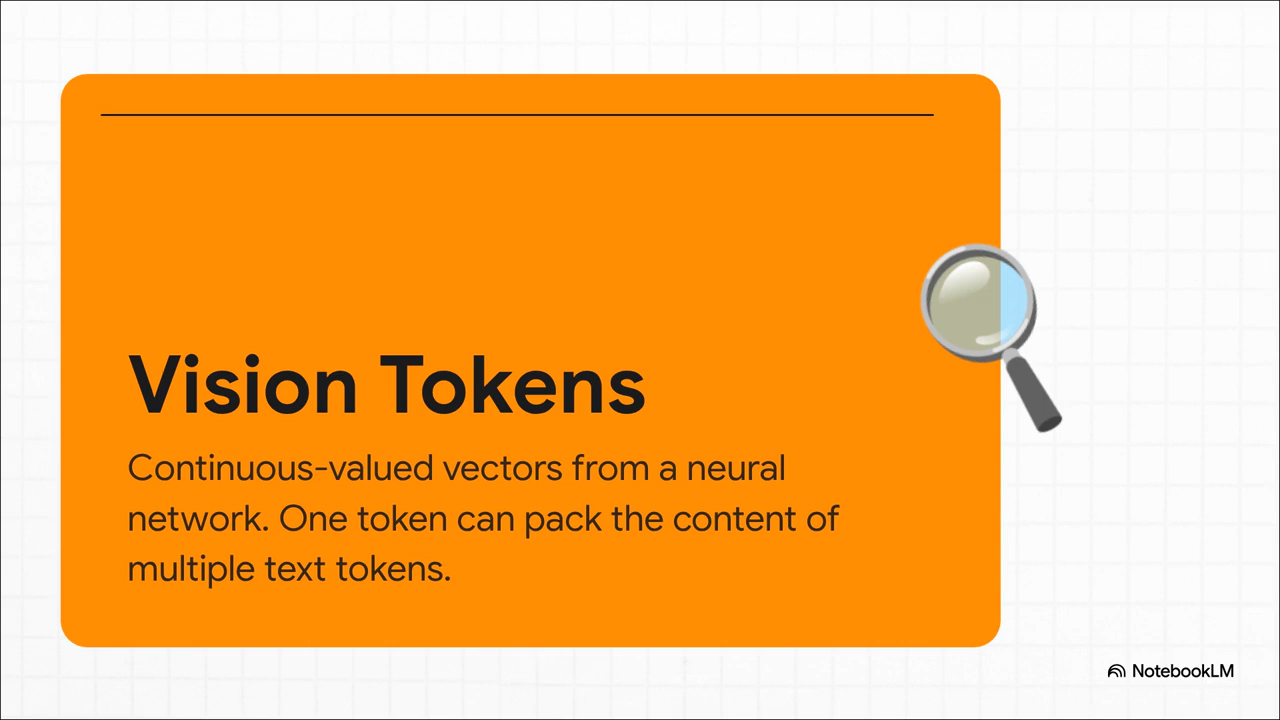 Vision Tokens
Continuous-valued vectors from a neural
network. One token can pack the content of
multiple text tokens.
NotebookLM